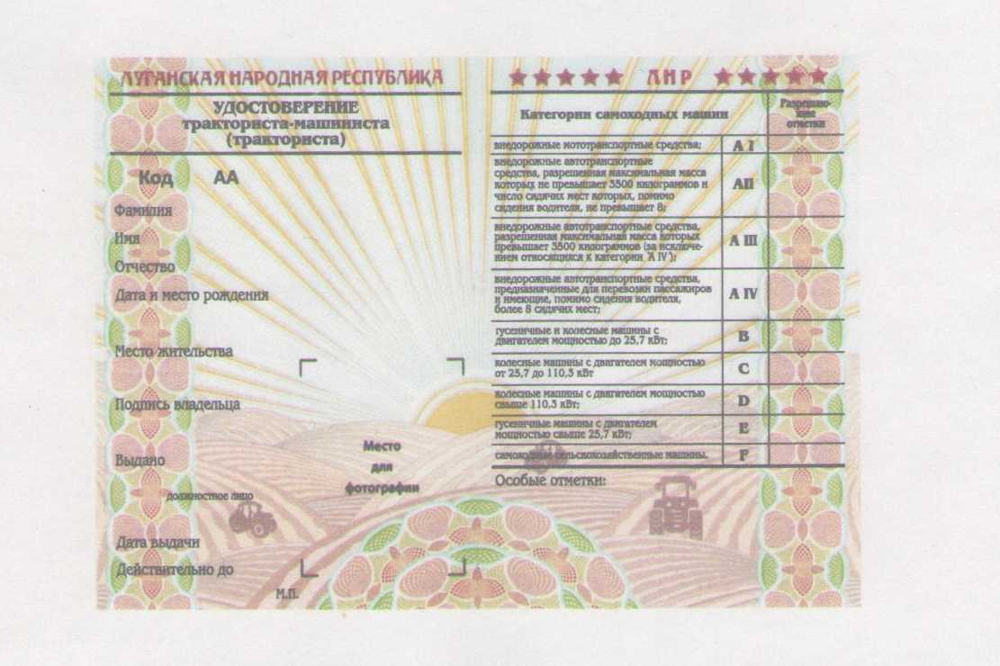 ЛУГАНСКАЯ НАРОДНАЯ РЕСПУБЛИКА
УДОСТОВЕРЕНИЕ
тракториста-машиниста
(тракториста)
Код АА
Фамилия
Имя
Отчество
Дата и место рождения
Место жительства
Подпись владельца
Выдано
должностное лицо
Дата выдачи
Действительно до
М.П.
Место
для
фотографии
★★★★★ ЛНР ★★★★★
Категории самоходных машин
Разрешаю-
щие
отметки
внедорожные мототранспортные средства;
А I
внедорожные автотранспортные
средства, разрешенная максимальная масса
которых не превышает 3500 килограммов и
число сидячих мест которых, помимо
сидения водителя, не превышает 8;
АII
внедорожные автотранспортные средства,
разрешенная максимальная масса которых
превышает 3500 килограммов (за исключе-
нием относящихся к категории "А IV");
А III
внедорожные автотранспортные средства,
предназначенные для перевозки пассажиров
и имеющие, помимо сидения водителя,
более 8 сидячих мест;
А IV
гусеничные и колесные машины с
двигателем мощностью до 25,7 кВт;
B
колесные машины с двигателем мощностью
от 25,7 до 110,3 кВт
C
колесные машины с двигателем мощностью
свыше 110,3 кВт;
D
гусеничные машины с двигателем
мощностью свыше 25,7 кВт;
E
самоходные сельскохозяйственные машины.
F
Особые отметки: